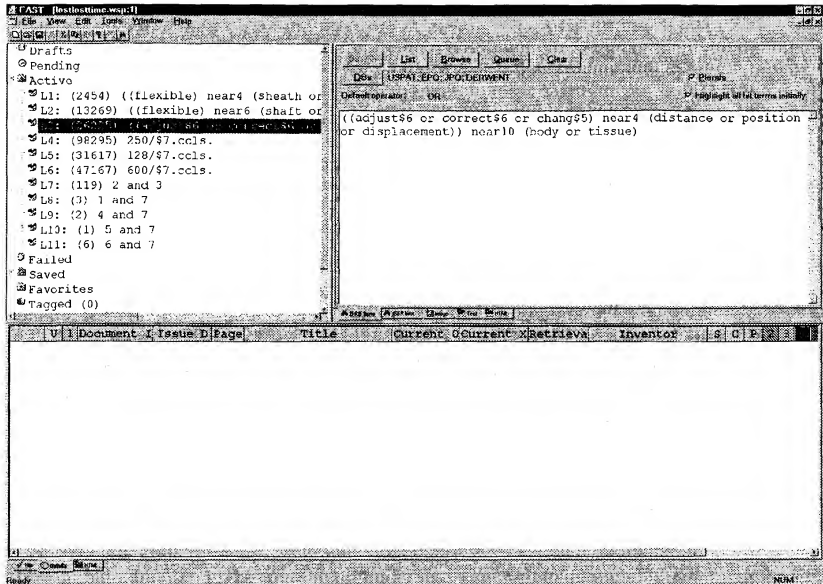 EAST - [lostlosttime.wsp:1]
File View Edit Tools Window Help
Drafts
Pending
Active
L1: (2454) ((flexible) near4 (sheath or
L2: (13269) ((flexible) near6 (shaft or
L4: (98295) 250/$7.ccls.
L5: (31617) 128/$7.ccls.
L6: (47167) 600/$7.ccls.
L7: (119) 2 and 3
L8: (3) 1 and 7
L9: (2) 4 and 7
L10: (1) 5 and 7
L11: (6) 6 and 7
Failed
Saved
Favorites
Tagged (0)
List Browse Queue Clear
DBs USPAT; EPO; JPO; DERWENT
Plurals
Default operator: OR
Highlight all hit terms initially
((adjust$6 or correct$6 or chang$5) near4 (distance or position
or displacement)) near10 (body or tissue)
U 1 Document I Issue D Page Title Current O Current X Retrieva Inventor S C P
Ready
NUM